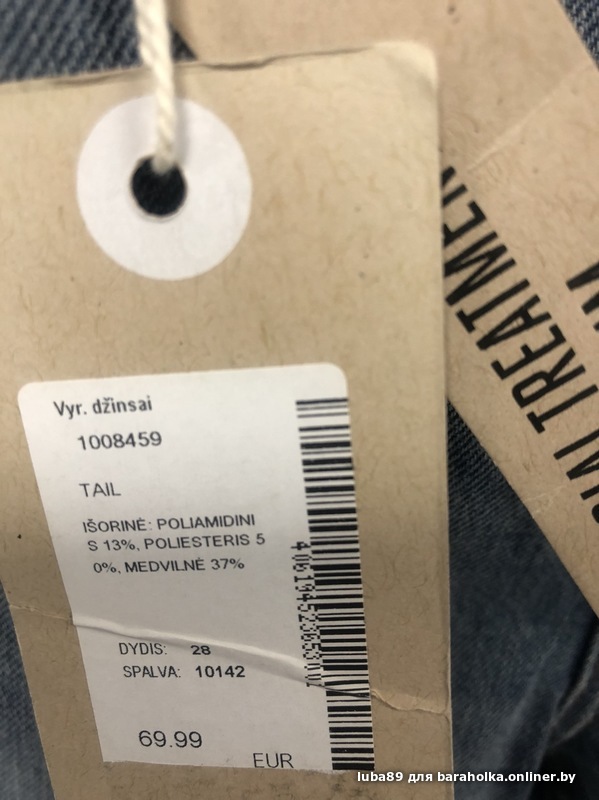 Vyr. džinsai
1008459
TAIL
IŠORINĖ: POLIAMIDINI
S 13%, POLIESTERIS 5
0%, MEDVILNĖ 37%
DYDIS: 28
SPALVA: 10142
69.99
EUR
TREATMEN
luba89 для baraholka.onliner.by